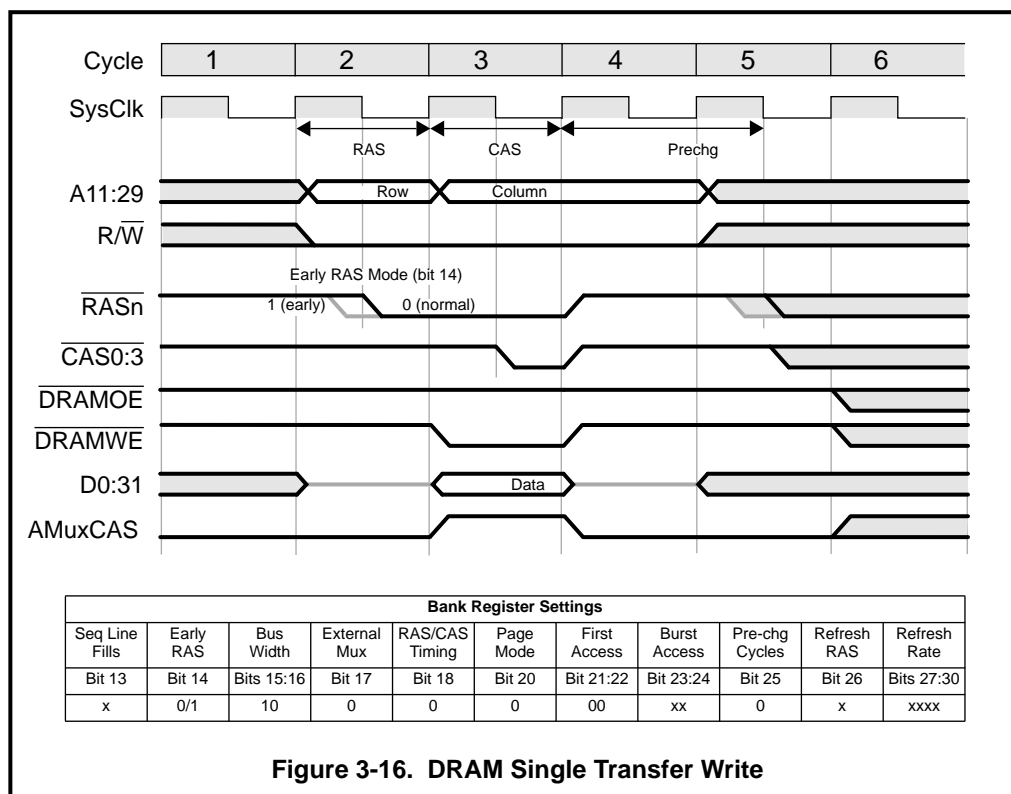 Cycle 1 2 3 4 5 6
SysClk
RAS CAS Prechg
A11:29 Row Column
R/W̅
Early RAS Mode (bit 14)
R̅A̅S̅n̅ 1 (early) 0 (normal)
C̅A̅S̅0̅:̅3̅
D̅R̅A̅M̅O̅E̅
D̅R̅A̅M̅W̅E̅
D0:31 Data
AMuxCAS
Bank Register Settings
Seq Line Fills Early RAS Bus Width External Mux RAS/CAS Timing Page Mode First Access Burst Access Pre-chg Cycles Refresh RAS Refresh Rate
Bit 13 Bit 14 Bits 15:16 Bit 17 Bit 18 Bit 20 Bit 21:22 Bit 23:24 Bit 25 Bit 26 Bits 27:30
x 0/1 10 0 0 0 00 xx 0 x xxxx
Figure 3-16. DRAM Single Transfer Write